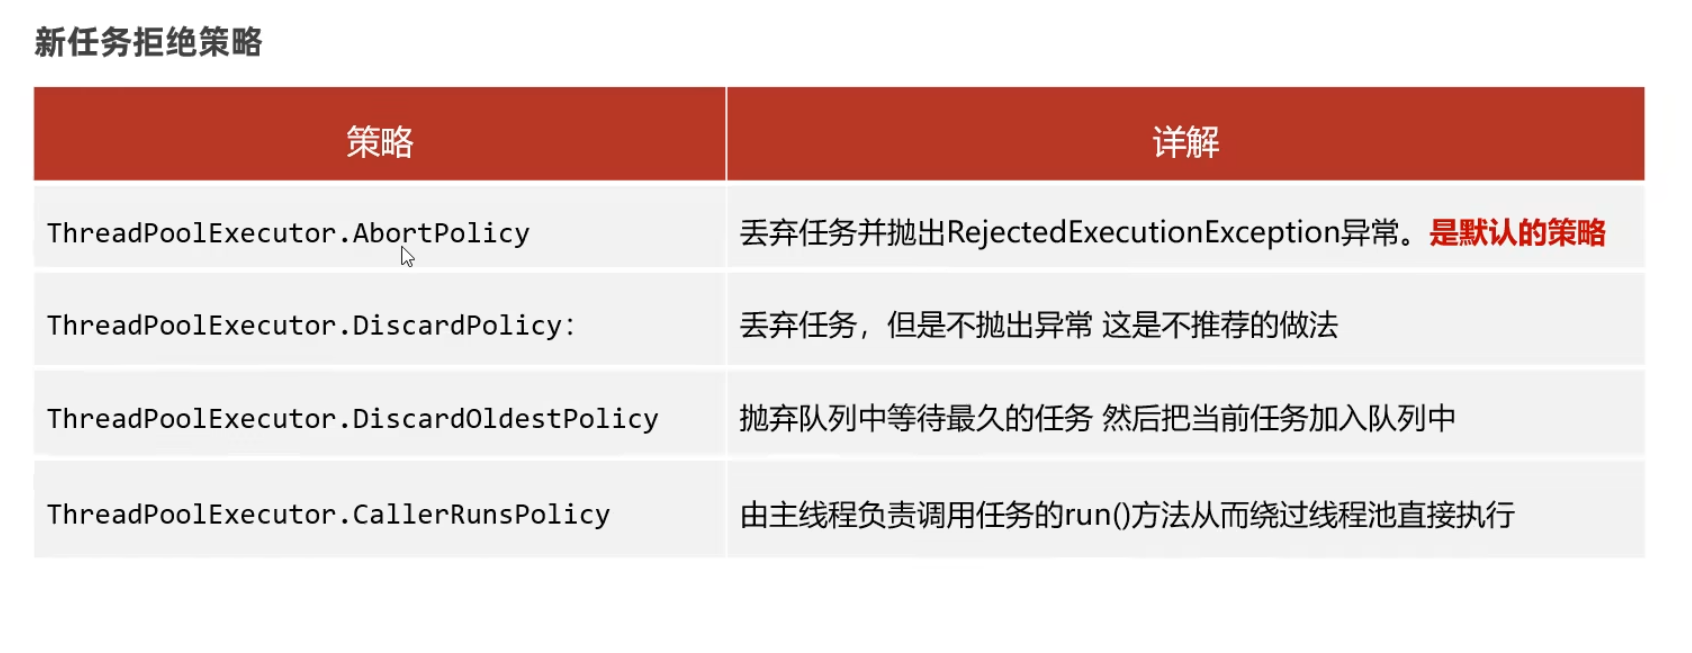 新任务拒绝策略
策略 详解
ThreadPoolExecutor.AbortPolicy 丢弃任务并抛出RejectedExecutionException异常。是默认的策略
ThreadPoolExecutor.DiscardPolicy： 丢弃任务，但是不抛出异常 这是不推荐的做法
ThreadPoolExecutor.DiscardOldestPolicy 抛弃队列中等待最久的任务 然后把当前任务加入队列中
ThreadPoolExecutor.CallerRunsPolicy 由主线程负责调用任务的run()方法从而绕过线程池直接执行